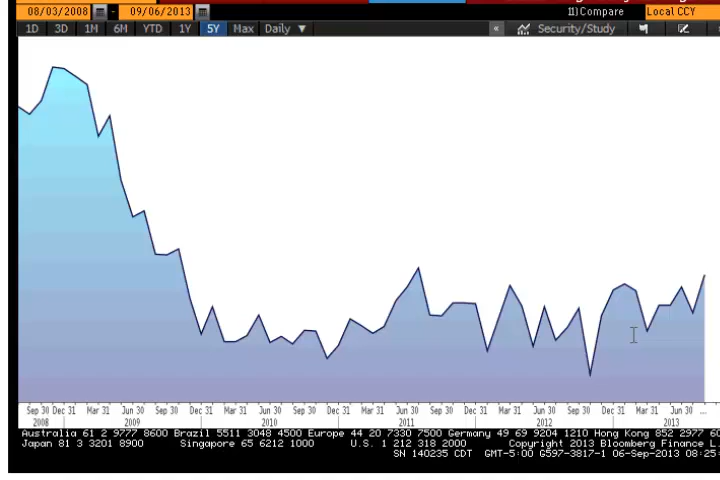 08/03/2008 - 09/06/2013 11)Compare Local CCY
1D 3D 1M 6M YTD 1Y 5Y Max Daily ▼ « Security/Study
Sep 30 Dec 31 Mar 31 Jun 30 Sep 30 Dec 31 Mar 31 Jun 30 Sep 30 Dec 31 Mar 31 Jun 30 Sep 30 Dec 31 Mar 31 Jun 30 Sep 30 Dec 31 Mar 31 Jun 30 ...
2008 2009 2010 2011 2012 2013
Australia 61 2 9777 8600 Brazil 5511 3048 4500 Europe 44 20 7330 7500 Germany 49 69 9204 1210 Hong Kong 852 2977 60
Japan 81 3 3201 8900 Singapore 65 6212 1000 U.S. 1 212 318 2000 Copyright 2013 Bloomberg Finance L.
SN 140235 CDT GMT-5:00 G597-3817-1 06-Sep-2013 08:25: